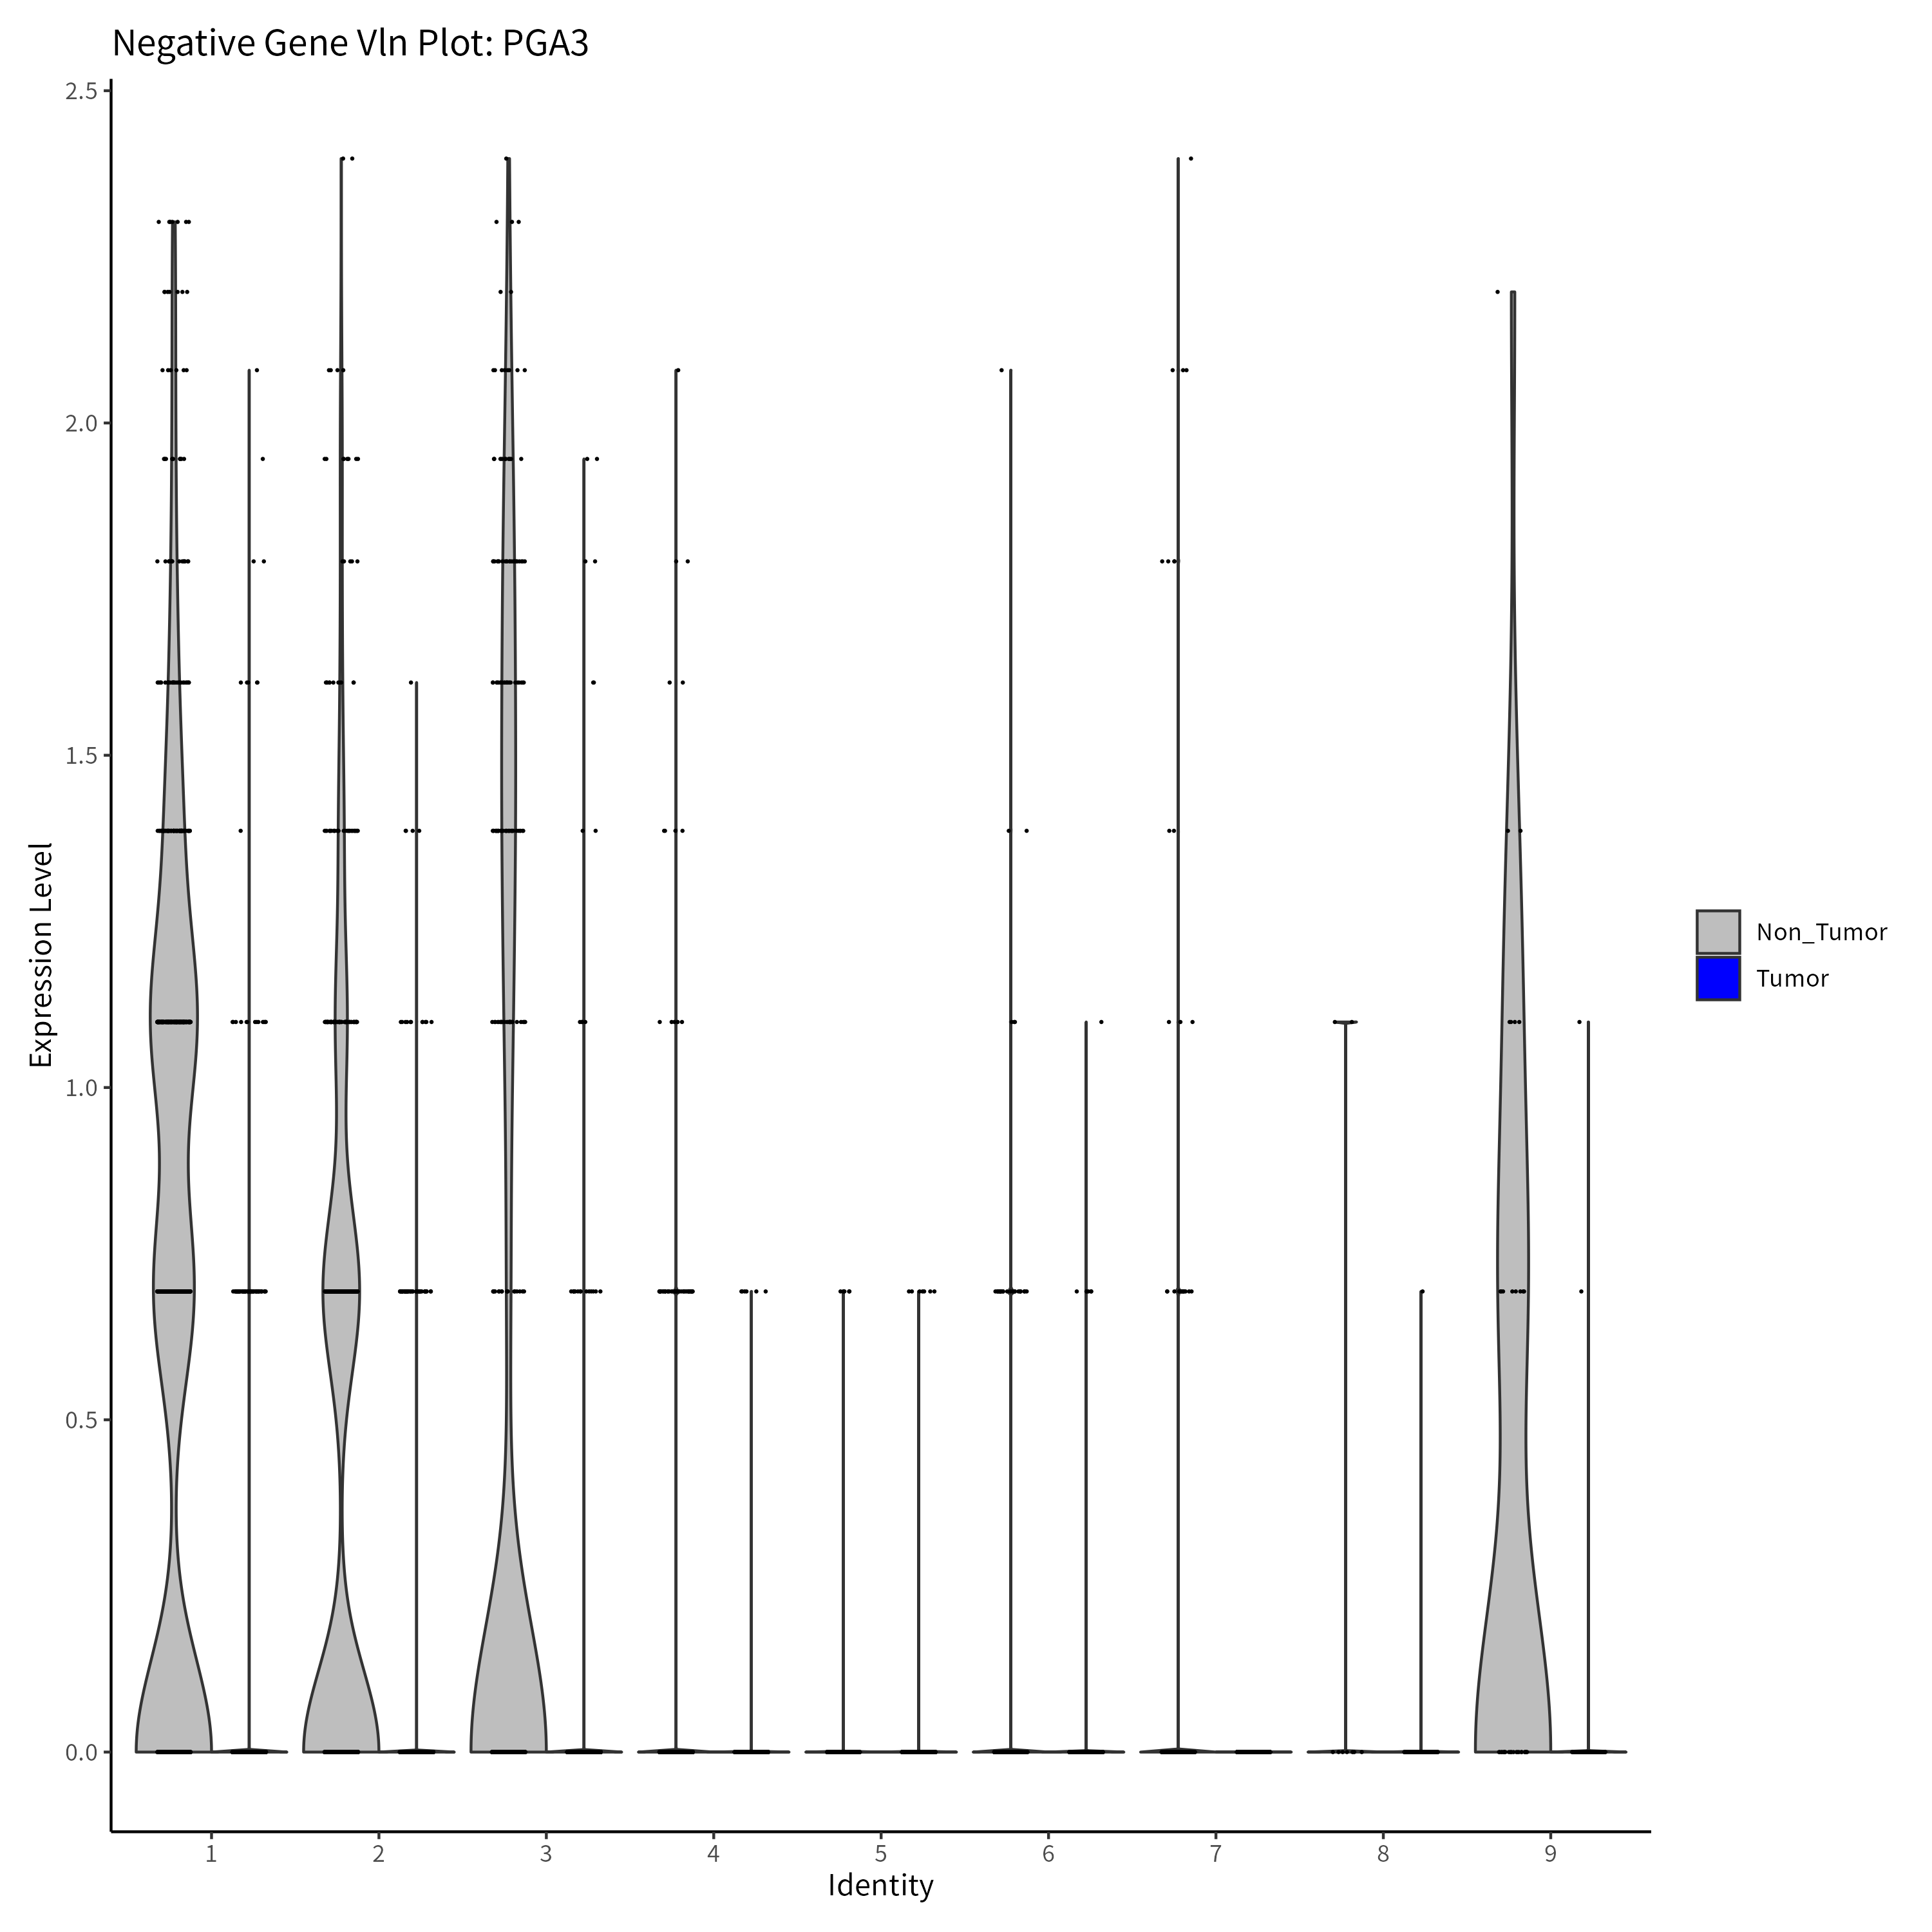 Negative Gene Vln Plot: PGA3
2.5
2.0
1.5
1.0
0.5
0.0
Expression Level
1 2 3 4 5 6 7 8 9
Identity
Non_Tumor
Tumor